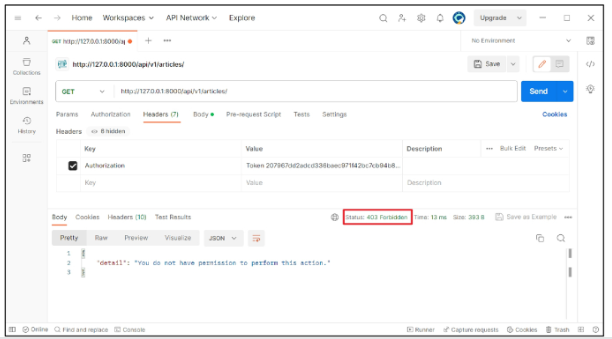 Home Workspaces API Network Explore Upgrade
GET http://127.0.0.1:8000/ap No Environment
http://127.0.0.1:8000/api/v1/articles/ Save
Collections
GET http://127.0.0.1:8000/api/v1/articles/ Send
Environments
Params Authorization Headers (7) Body Pre-request Script Tests Settings Cookies
History
Headers 6 hidden
Key Value Description Bulk Edit Presets
Authorization Token
Key Value Description
Body Cookies Headers (10) Test Results Status: 403 Forbidden Time: 13 ms Size: 393 B Save as Example
Pretty Raw Preview Visualize JSON
1 {
2 "detail": "You do not have permission to perform this action."
3 }
Online Find and replace Console Runner Capture requests Cookies Trash